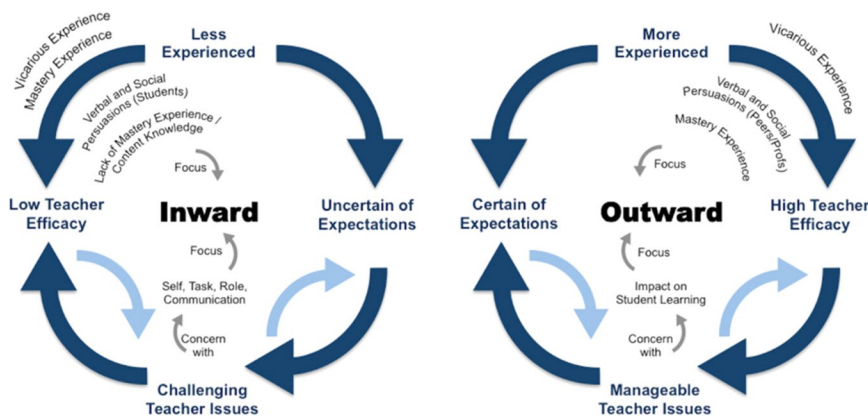 Less
Experienced
Vicarious Experience
Mastery Experience
Verbal and Social
Persuasions (Students)
Lack of Mastery Experience /
Content Knowledge
Focus
Low Teacher
Efficacy
Inward
Uncertain of
Expectations
Focus
Self, Task, Role,
Communication
Concern
with
Challenging
Teacher Issues
More
Experienced
Vicarious Experience
Verbal and Social
Persuasions (Peers/Profs)
Mastery Experience
Focus
Certain of
Expectations
Outward
High Teacher
Efficacy
Focus
Impact on
Student Learning
Concern
with
Manageable
Teacher Issues